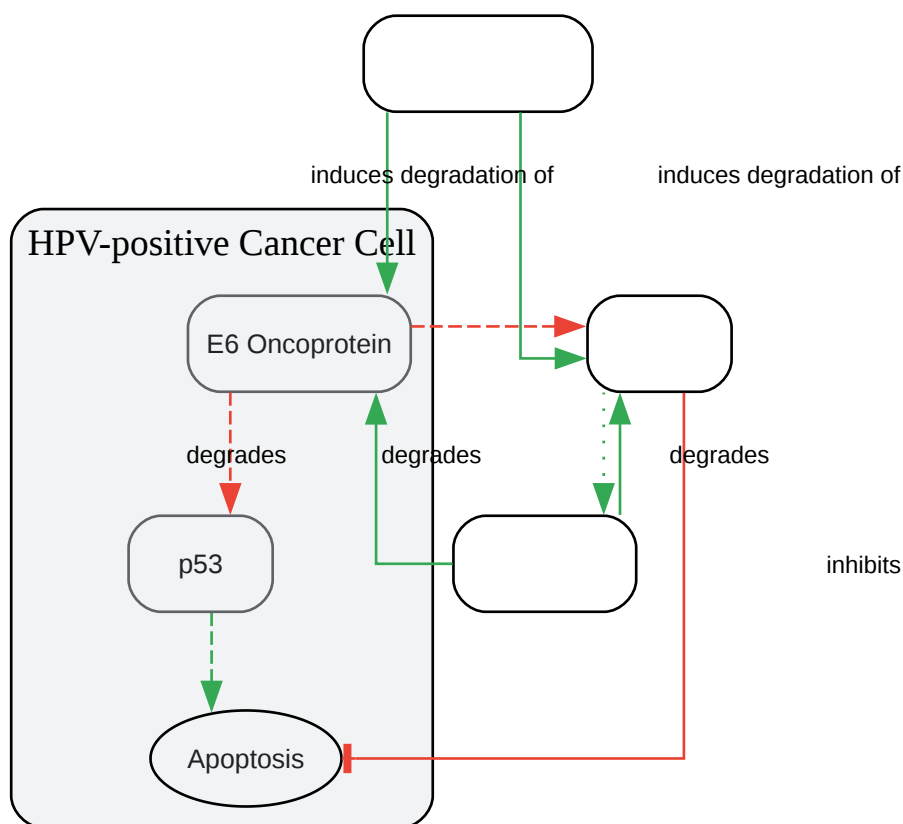 induces degradation of
induces degradation of
HPV-positive Cancer Cell
E6 Oncoprotein
degrades
degrades
degrades
p53
inhibits
Apoptosis